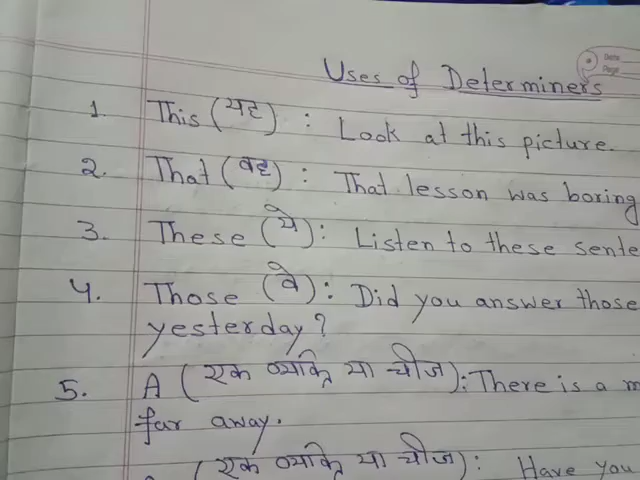 Date
Page
Uses of Determiners
1. This (यह) : Look at this picture.
2. That (वह) : That lesson was boring
3. These (ये) : Listen to these sente
4. Those (वे) : Did you answer those
yesterday?
5. A (एक व्यक्ति या चीज) : There is a m
far away.
(एक व्यक्ति या चीज) : Have you